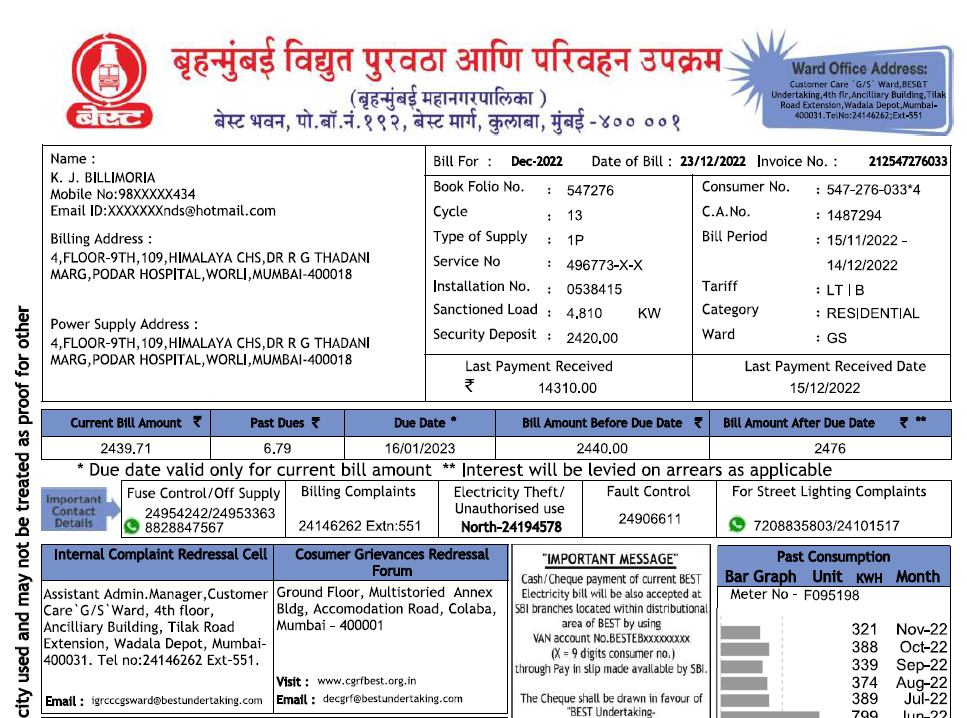 बृहन्मुंबई विद्युत पुरवठा आणि परिवहन उपक्रम
(बृहन्मुंबई महानगरपालिका )
बेस्ट भवन, पो.बॉ.नं.१९२, बेस्ट मार्ग, कुलाबा, मुंबई -४०० ००१
बेस्ट
Ward Office Address:
Customer Care `G/S` Ward,BES&T
Undertaking,4th flr,Ancilliary Building,Tilak
Road Extension,Wadala Depot,Mumbai-
400031.TelNo:24146262;Ext-551
Name :
K. J. BILLIMORIA
Mobile No:98XXXXX434
Email ID:XXXXXXXnds@hotmail.com
Billing Address :
4,FLOOR-9TH,109,HIMALAYA CHS,DR R G THADANI
MARG,PODAR HOSPITAL,WORLI,MUMBAI-400018
Power Supply Address :
4,FLOOR-9TH,109,HIMALAYA CHS,DR R G THADANI
MARG,PODAR HOSPITAL,WORLI,MUMBAI-400018
Bill For : Dec-2022 Date of Bill : 23/12/2022 Invoice No. : 212547276033
Book Folio No. : 547276
Cycle : 13
Type of Supply : 1P
Service No : 496773-X-X
Installation No. : 0538415
Sanctioned Load : 4.810 KW
Security Deposit : 2420.00
Consumer No. : 547-276-033*4
C.A.No. : 1487294
Bill Period : 15/11/2022 -
14/12/2022
Tariff : LT I B
Category : RESIDENTIAL
Ward : GS
Last Payment Received
₹ 14310.00
Last Payment Received Date
15/12/2022
Current Bill Amount ₹ Past Dues ₹ Due Date * Bill Amount Before Due Date ₹ Bill Amount After Due Date ₹ **
2439.71 6.79 16/01/2023 2440.00 2476
* Due date valid only for current bill amount ** Interest will be levied on arrears as applicable
Important
Contact
Details
Fuse Control/Off Supply
24954242/24953363
8828847567
Billing Complaints
24146262 Extn:551
Electricity Theft/
Unauthorised use
North-24194578
Fault Control
24906611
For Street Lighting Complaints
7208835803/24101517
Internal Complaint Redressal Cell
Assistant Admin.Manager,Customer
Care`G/S`Ward, 4th floor,
Ancilliary Building, Tilak Road
Extension, Wadala Depot, Mumbai-
400031. Tel no:24146262 Ext-551.
Email : igrcccgsward@bestundertaking.com
Cosumer Grievances Redressal
Forum
Ground Floor, Multistoried Annex
Bldg, Accomodation Road, Colaba,
Mumbai - 400001
Visit : www.cgrfbest.org.in
Email : decgrf@bestundertaking.com
"IMPORTANT MESSAGE"
Cash/Cheque payment of current BEST
Electricity bill will be also accepted at
SBI branches located within distributional
area of BEST by using
VAN account No.BESTEBxxxxxxxxx
(X = 9 digits consumer no.)
through Pay in slip made available by SBI.
The Cheque shall be drawn in favour of
"BEST Undertaking-
Past Consumption
Bar Graph Unit KWH Month
Meter No - F095198
321 Nov-22
388 Oct-22
339 Sep-22
374 Aug-22
389 Jul-22
799 Jun-22
city used and may not be treated as proof for other